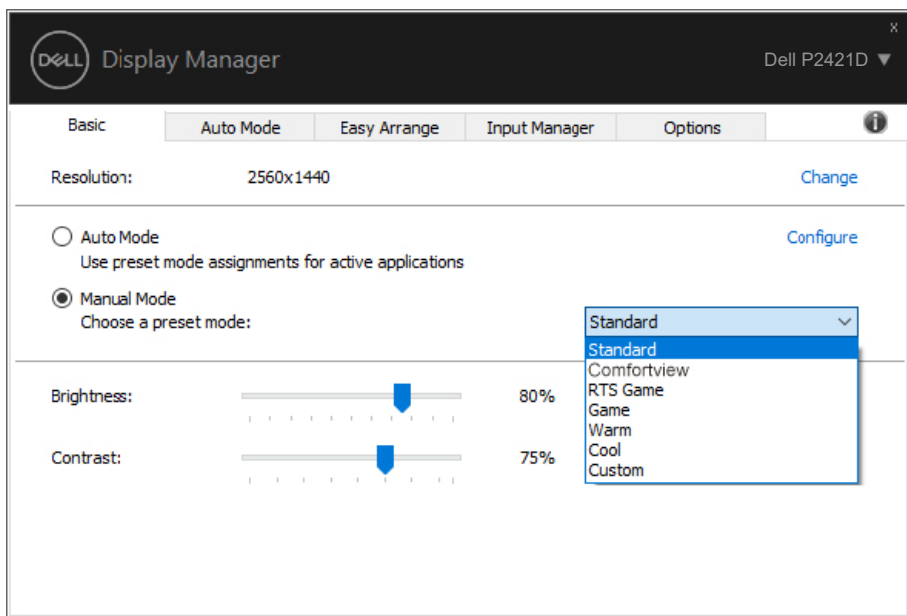 x
DELL Display Manager Dell P2421D ▼
Basic Auto Mode Easy Arrange Input Manager Options i
Resolution: 2560x1440 Change
Auto Mode Configure
Use preset mode assignments for active applications
Manual Mode
Choose a preset mode: Standard
Standard
Comfortview
RTS Game
Game
Warm
Cool
Custom
Brightness: 80%
Contrast: 75%